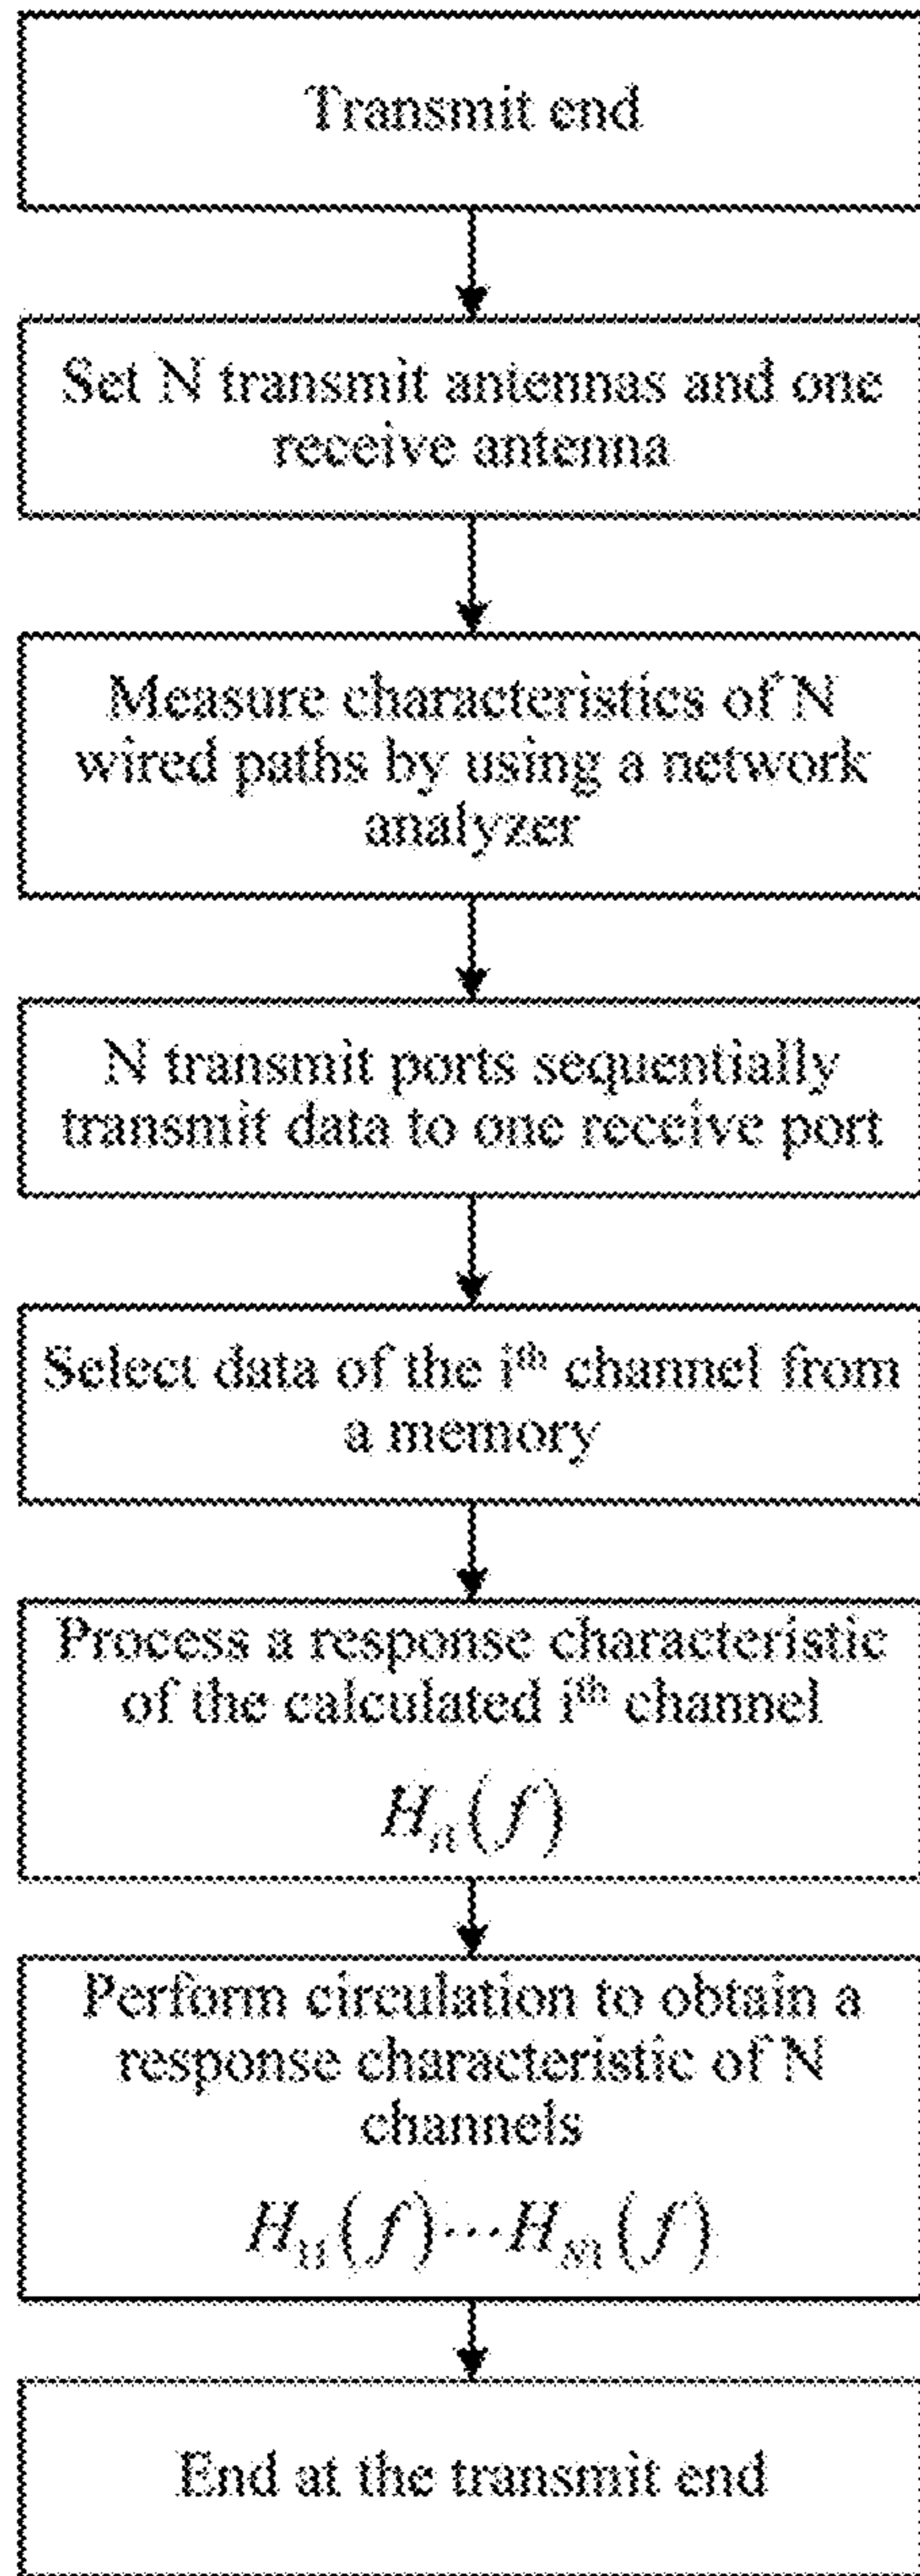 Transmit end
Set N transmit antennas and one
receive antenna
Measure characteristics of N
wired paths by using a network
analyzer
N transmit ports sequentially
transmit data to one receive port
Select data of the iᵗʰ channel from
a memory
Process a response characteristic
of the calculated iᵗʰ channel
Hᵢ₁(f)
Perform circulation to obtain a
response characteristic of N
channels
H₁₁(f)···H_N1(f)
End at the transmit end